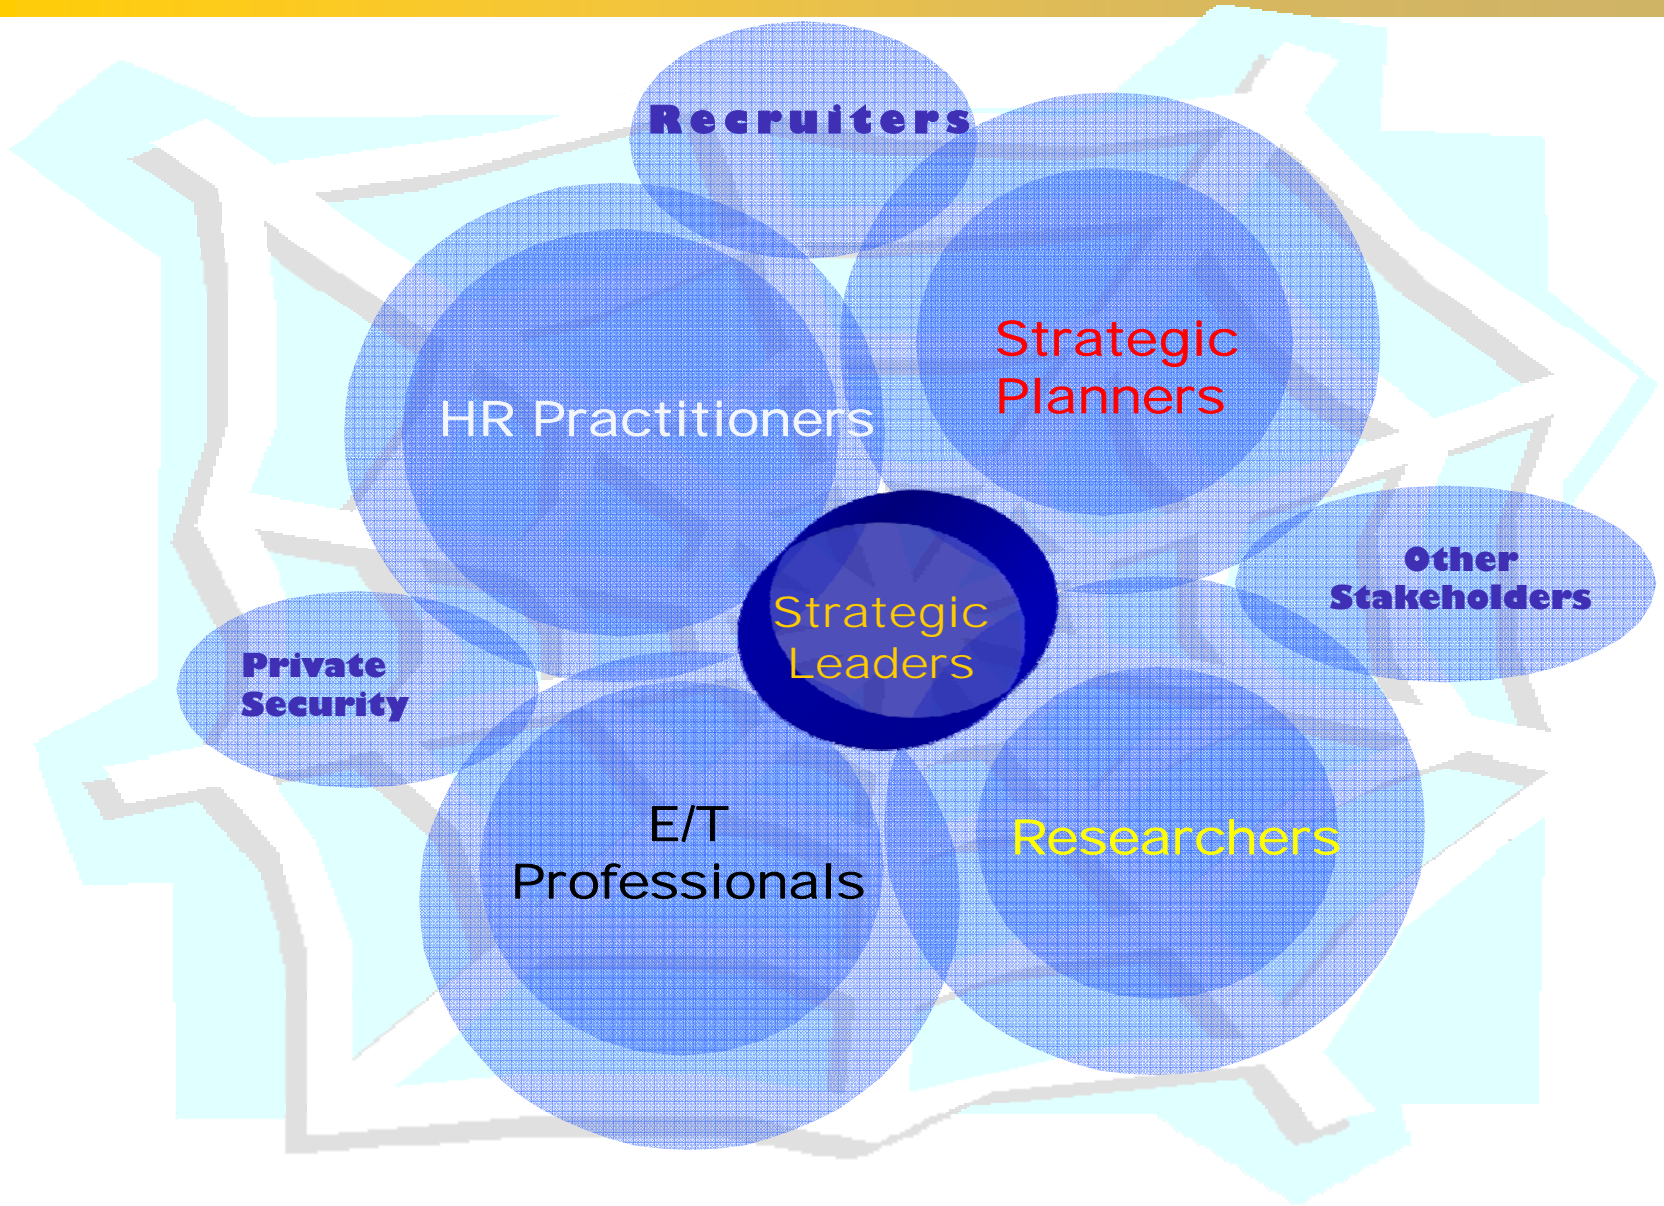 Recruiters
Strategic
Planners
HR Practitioners
Other
Stakeholders
Strategic
Leaders
Private
Security
E/T
Professionals
Researchers